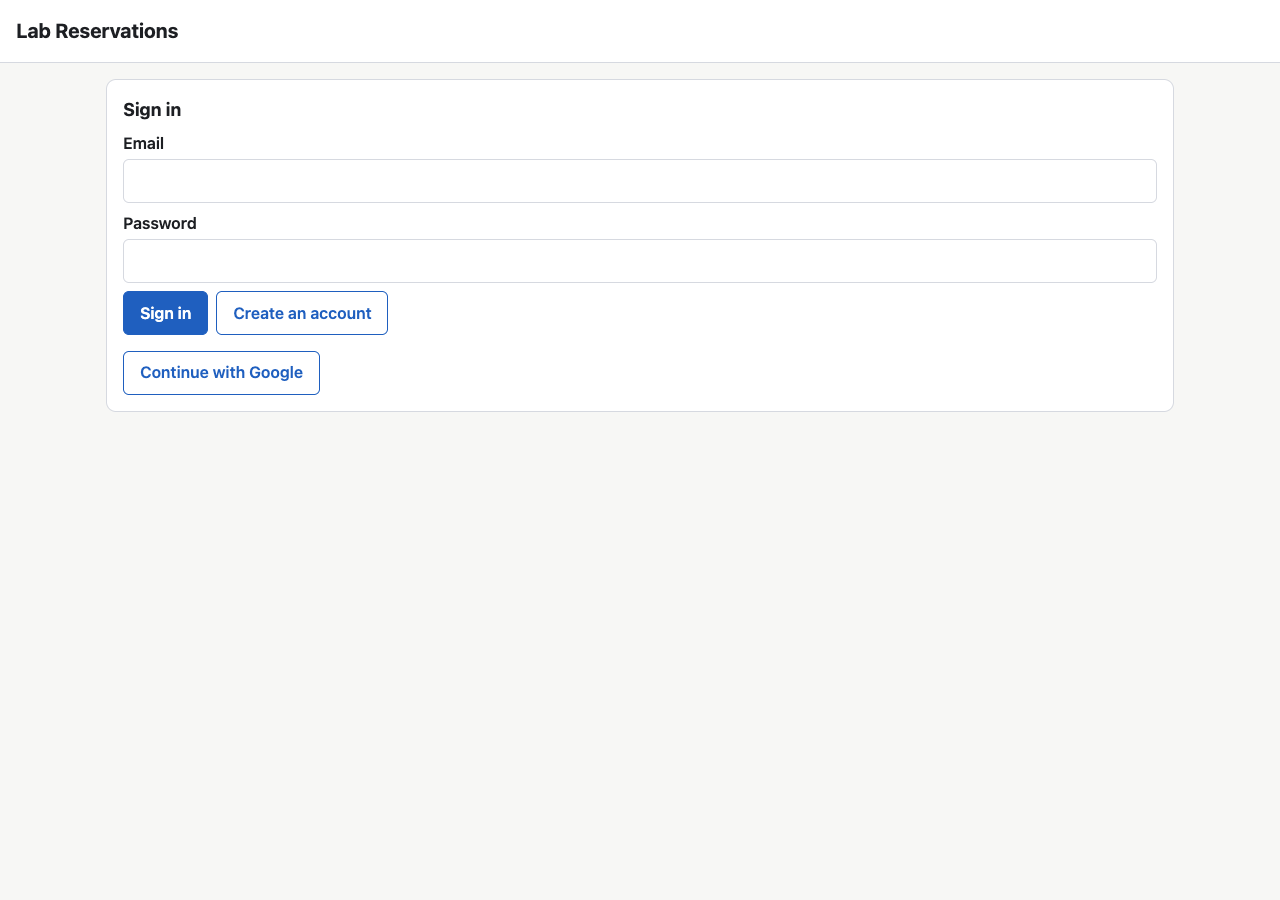 Lab Reservations
Sign in
Email
Password
Sign in Create an account
Continue with Google